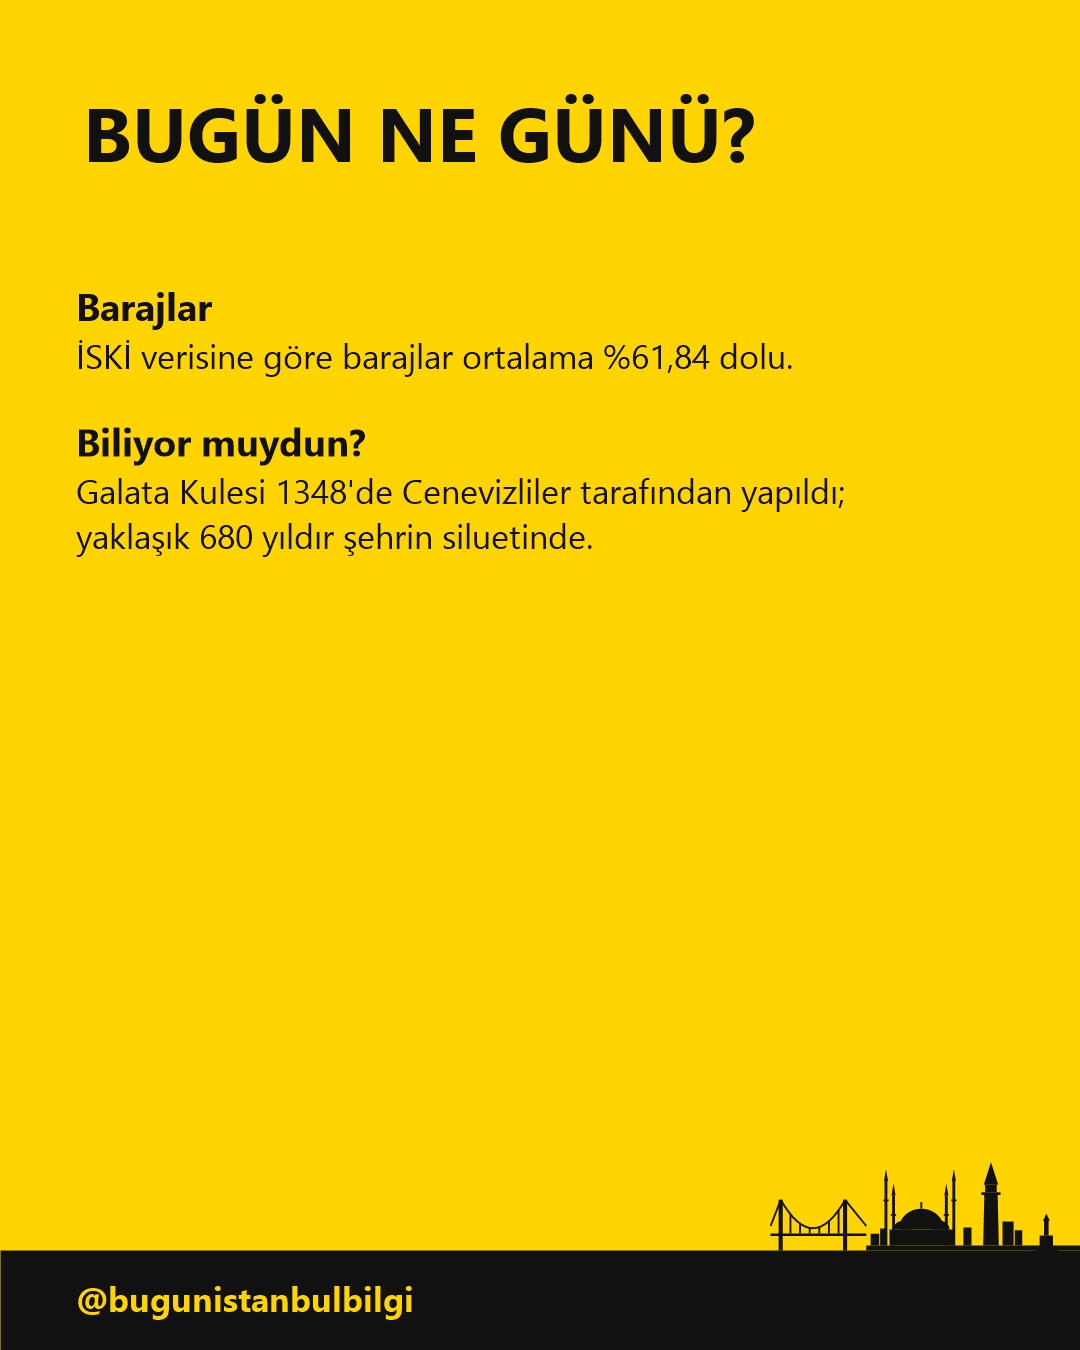 BUGÜN NE GÜNÜ?
Barajlar
İSKİ verisine göre barajlar ortalama %61,84 dolu.
Biliyor muydun?
Galata Kulesi 1348'de Cenevizliler tarafından yapıldı;
yaklaşık 680 yıldır şehrin siluetinde.
@bugunistanbulbilgi